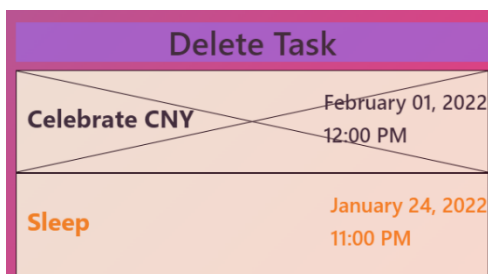 Delete Task
Celebrate CNY
February 01, 2022
12:00 PM
Sleep
January 24, 2022
11:00 PM